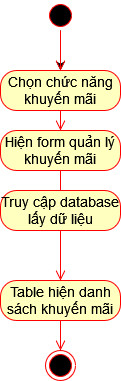 Chọn chức năng
khuyến mãi
Hiện form quản lý
khuyến mãi
Truy cập database
lấy dữ liệu
Table hiện danh
sách khuyến mãi